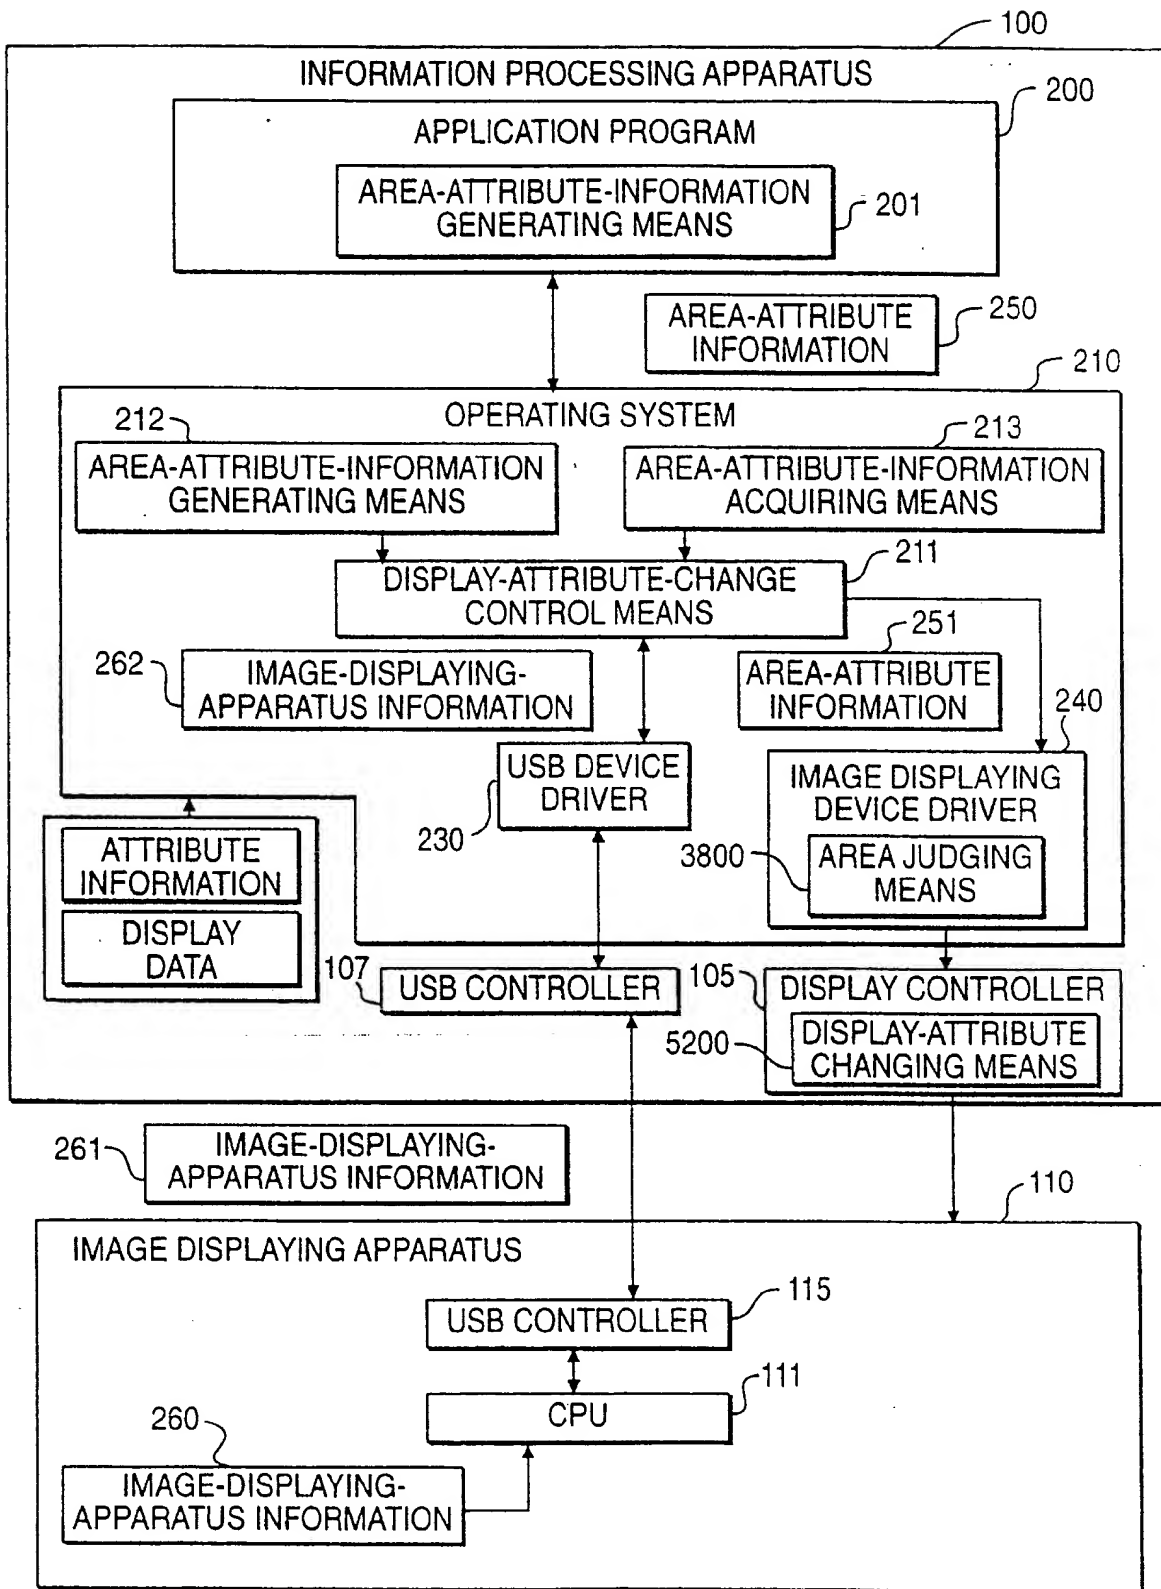 100
INFORMATION PROCESSING APPARATUS
200
APPLICATION PROGRAM
AREA-ATTRIBUTE-INFORMATION
GENERATING MEANS
201
AREA-ATTRIBUTE
INFORMATION
250
210
OPERATING SYSTEM
212
213
AREA-ATTRIBUTE-INFORMATION
GENERATING MEANS
AREA-ATTRIBUTE-INFORMATION
ACQUIRING MEANS
211
DISPLAY-ATTRIBUTE-CHANGE
CONTROL MEANS
251
262
IMAGE-DISPLAYING-
APPARATUS INFORMATION
AREA-ATTRIBUTE
INFORMATION
240
USB DEVICE
DRIVER
230
IMAGE DISPLAYING
DEVICE DRIVER
3800
AREA JUDGING
MEANS
ATTRIBUTE
INFORMATION
DISPLAY
DATA
107
USB CONTROLLER
105
DISPLAY CONTROLLER
5200
DISPLAY-ATTRIBUTE
CHANGING MEANS
261
IMAGE-DISPLAYING-
APPARATUS INFORMATION
110
IMAGE DISPLAYING APPARATUS
115
USB CONTROLLER
111
CPU
260
IMAGE-DISPLAYING-
APPARATUS INFORMATION